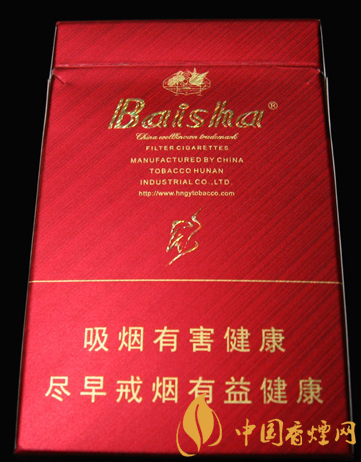 Baisha®
China wellknown trademark
FILTER CIGARETTES
MANUFACTURED BY CHINA
TOBACCO HUNAN
INDUSTRIAL CO.,LTD.
http://www.hngytobacco.com
吸烟有害健康
尽早戒烟有益健康
中国香煙网